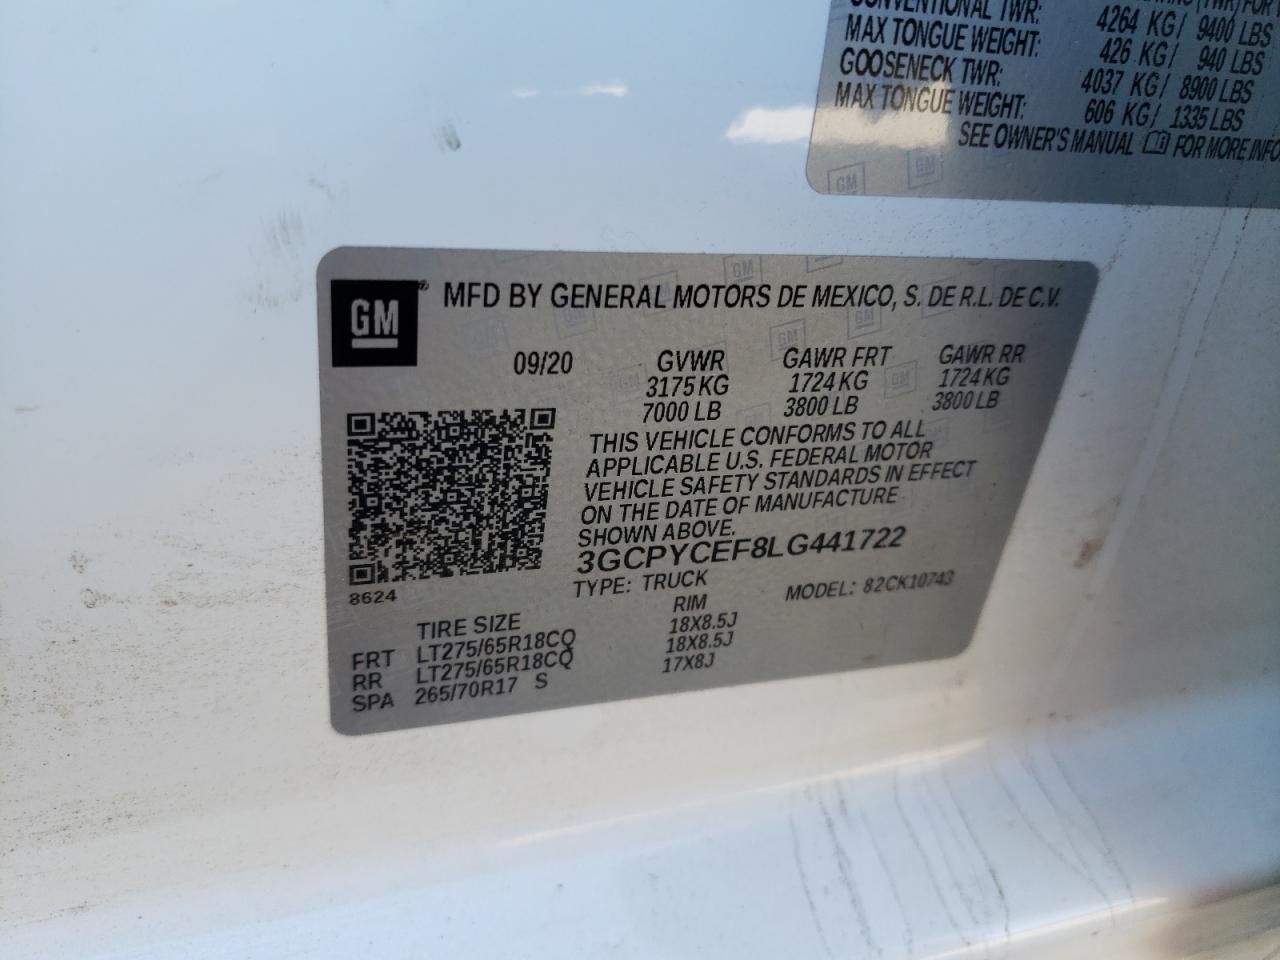 CONVENTIONAL TWR: 4264 KG/ 9400 LBS
MAX TONGUE WEIGHT: 426 KG/ 940 LBS
GOOSENECK TWR: 4037 KG/ 8900 LBS
MAX TONGUE WEIGHT: 606 KG/ 1335 LBS
SEE OWNER'S MANUAL FOR MORE INFO
GM® MFD BY GENERAL MOTORS DE MEXICO, S. DE R.L. DE C.V.
09/20 GVWR GAWR FRT GAWR RR
3175 KG 1724 KG 1724 KG
7000 LB 3800 LB 3800 LB
THIS VEHICLE CONFORMS TO ALL
APPLICABLE U.S. FEDERAL MOTOR
VEHICLE SAFETY STANDARDS IN EFFECT
ON THE DATE OF MANUFACTURE
SHOWN ABOVE.
3GCPYCEF8LG441722
8624
TYPE: TRUCK MODEL: 82CK10743
TIRE SIZE RIM
FRT LT275/65R18CQ 18X8.5J
RR LT275/65R18CQ 18X8.5J
SPA 265/70R17 S 17X8J